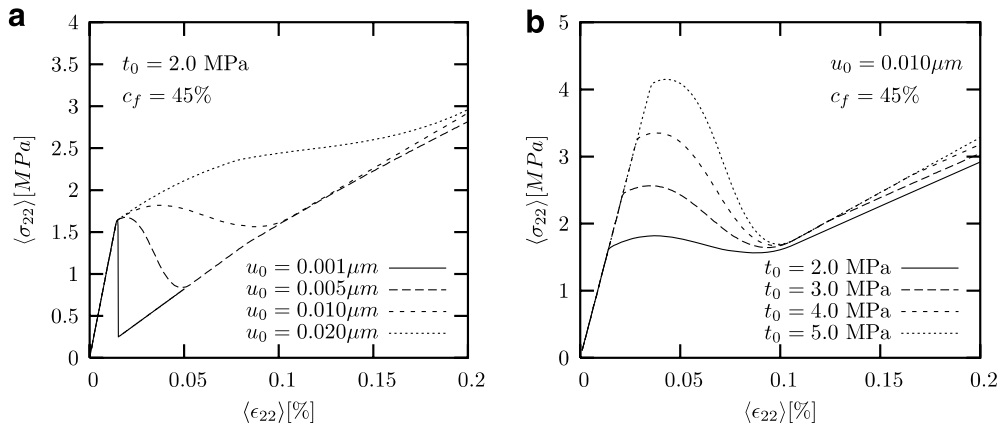 a
4
3.5
3
2.5
2
1.5
1
0.5
0
⟨σ22⟩[MPa]
t0 = 2.0 MPa
cf = 45%
u0 = 0.001μm
u0 = 0.005μm
u0 = 0.010μm
u0 = 0.020μm
0 0.05 0.1 0.15 0.2
⟨ϵ22⟩[%]
b
5
4
3
2
1
0
⟨σ22⟩[MPa]
u0 = 0.010μm
cf = 45%
t0 = 2.0 MPa
t0 = 3.0 MPa
t0 = 4.0 MPa
t0 = 5.0 MPa
0 0.05 0.1 0.15 0.2
⟨ϵ22⟩[%]